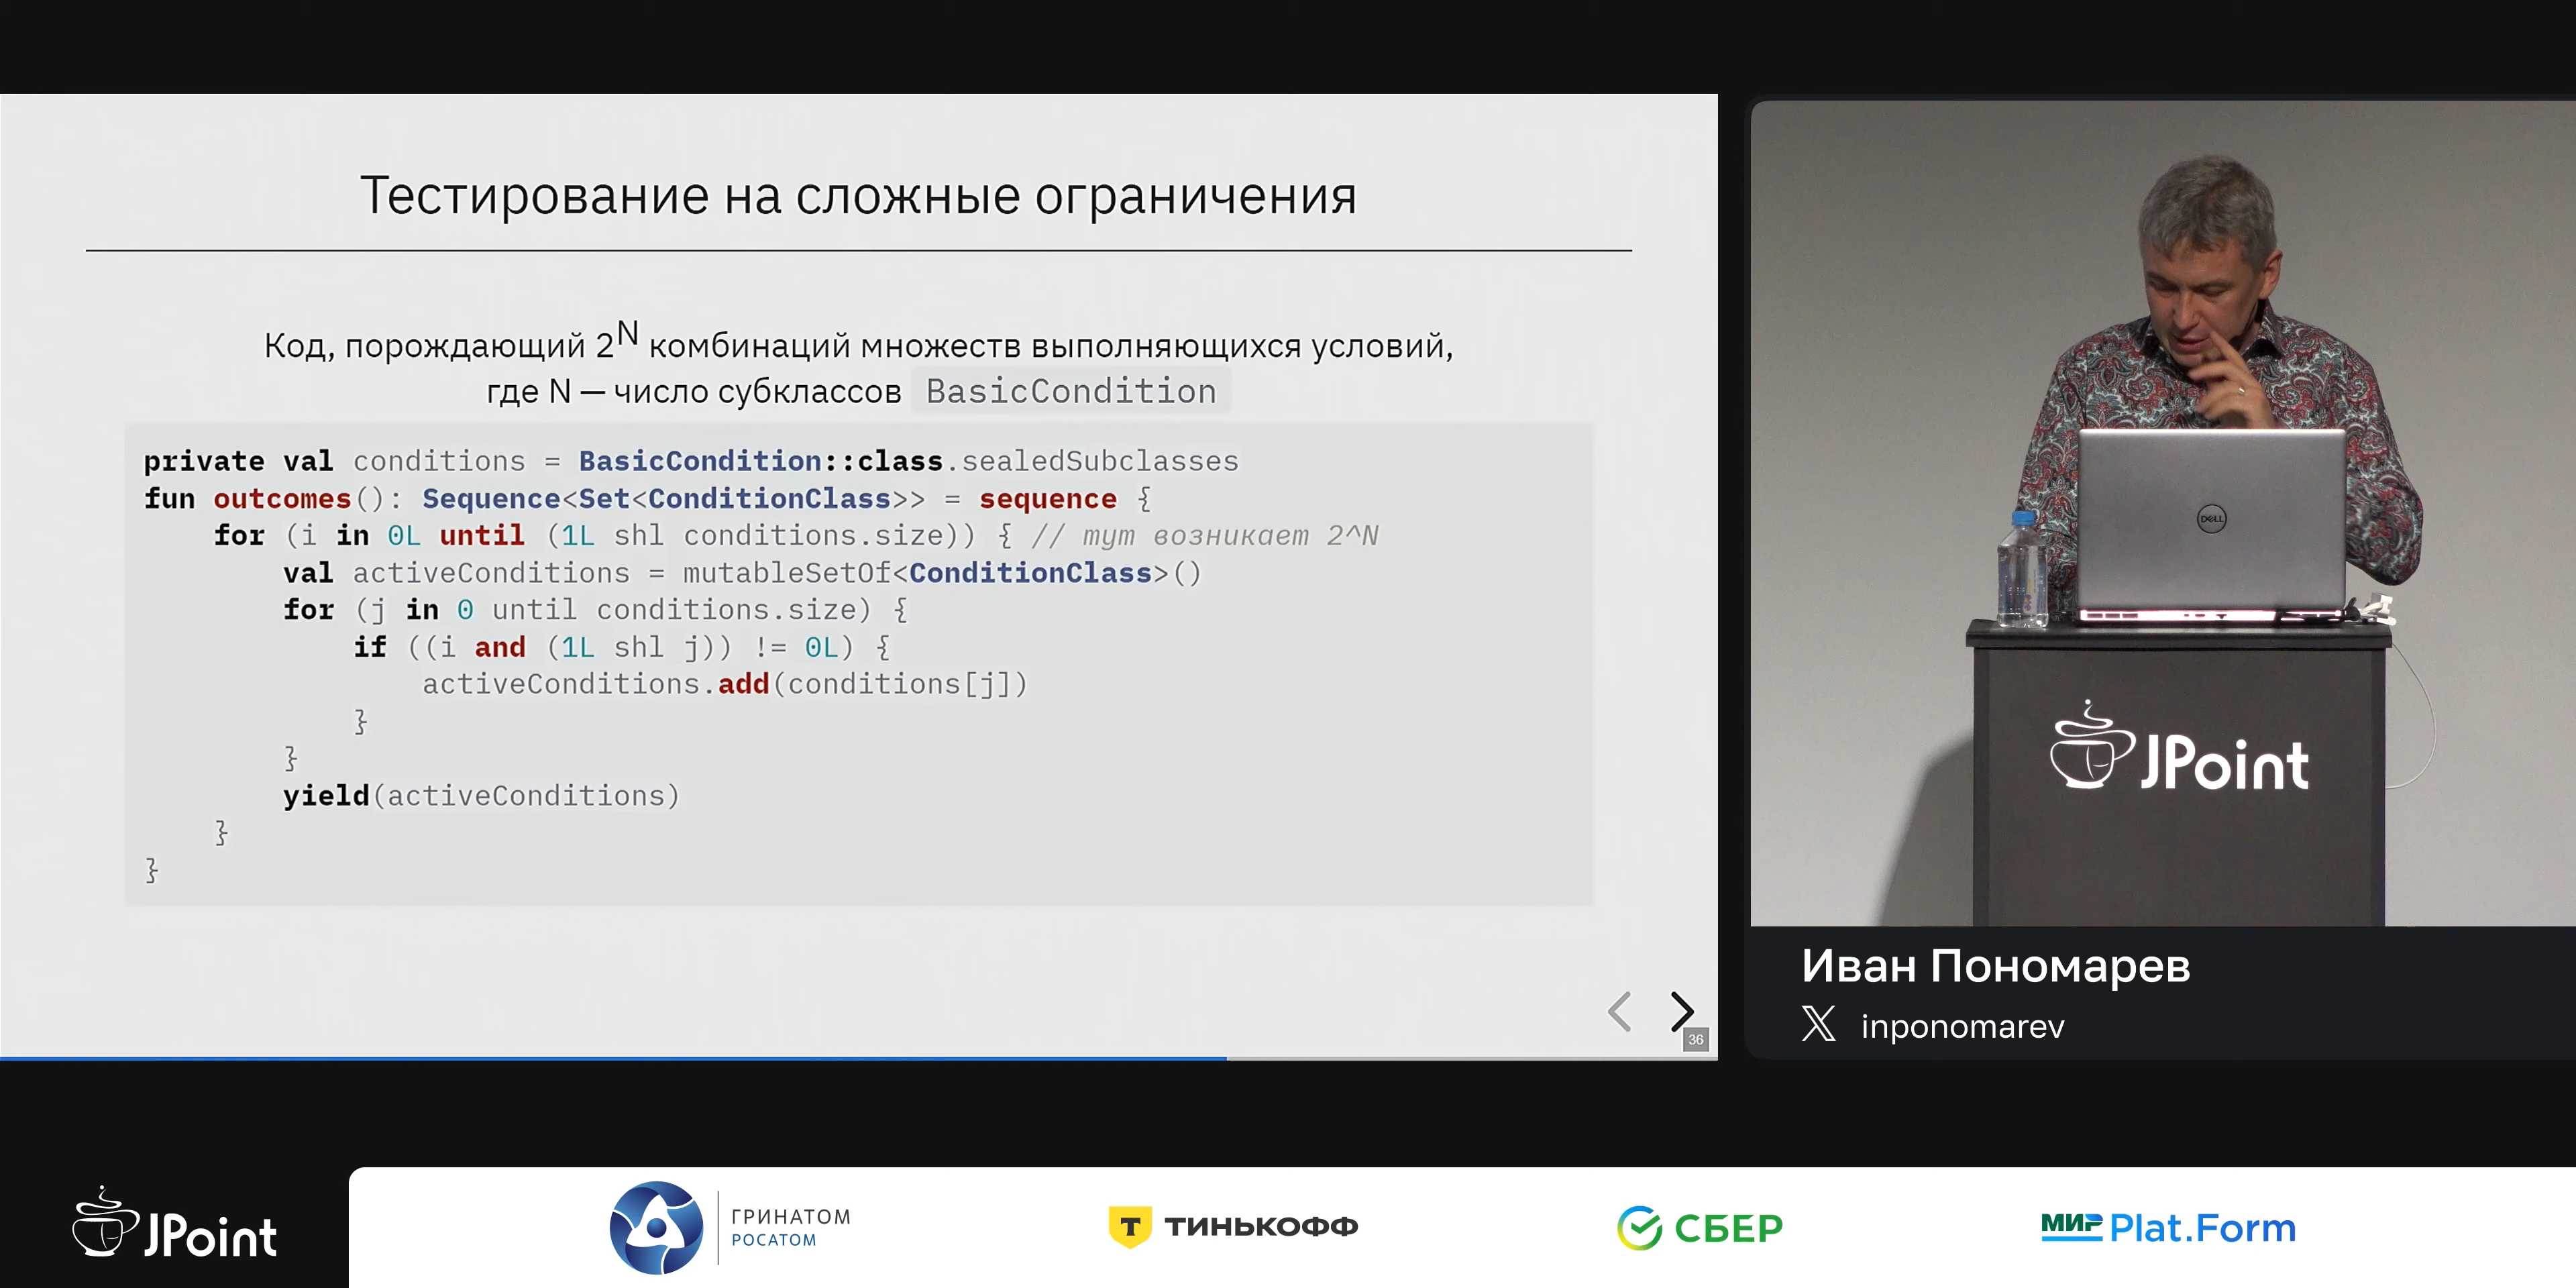 Тестирование на сложные ограничения
Код, порождающий 2^N комбинаций множеств выполняющихся условий,
где N — число субклассов BasicCondition
private val conditions = BasicCondition::class.sealedSubclasses
fun outcomes(): Sequence<Set<ConditionClass>> = sequence {
    for (i in 0L until (1L shl conditions.size)) { // тут возникает 2^N
        val activeConditions = mutableSetOf<ConditionClass>()
        for (j in 0 until conditions.size) {
            if ((i and (1L shl j)) != 0L) {
                activeConditions.add(conditions[j])
            }
        }
        yield(activeConditions)
    }
}
36
DELL
JPoint
Иван Пономарев
X inponomarev
JPoint
ГРИНАТОМ
РОСАТОМ
Т ТИНЬКОФФ
СБЕР
МИР Plat.Form